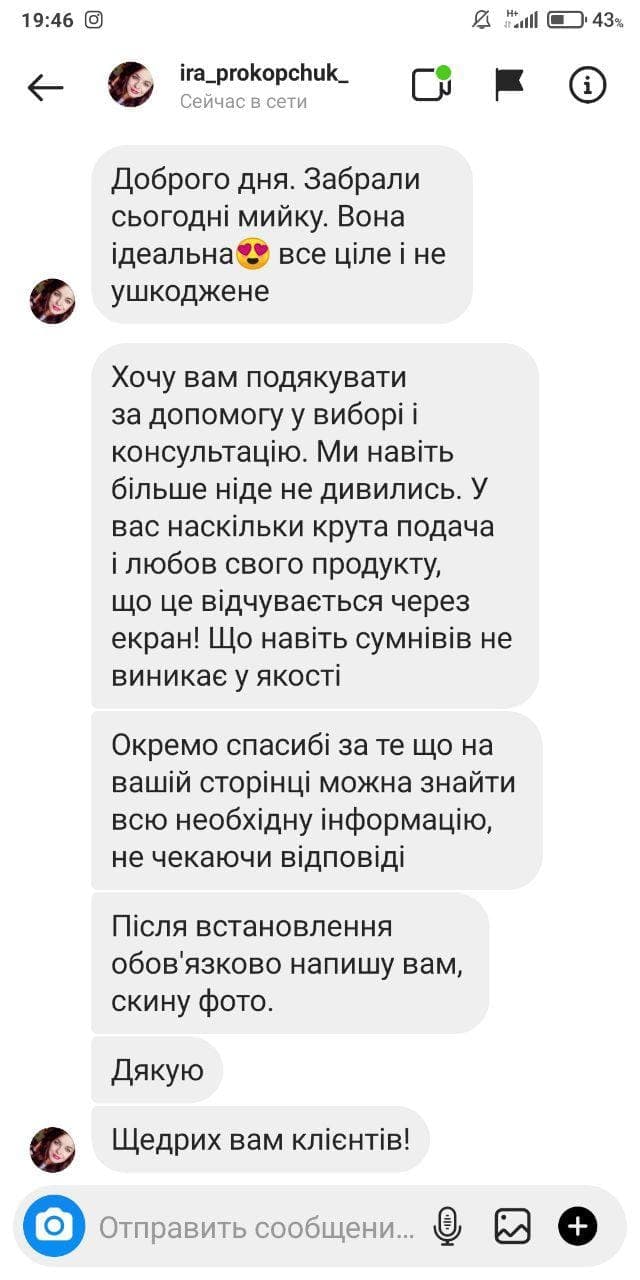 19:46 H+ 43%
ira_prokopchuk_
Сейчас в сети
Доброго дня. Забрали
сьогодні мийку. Вона
ідеальна😍 все ціле і не
ушкоджене
Хочу вам подякувати
за допомогу у виборі і
консультацію. Ми навіть
більше ніде не дивились. У
вас наскільки крута подача
і любов свого продукту,
що це відчувається через
екран! Що навіть сумнівів не
виникає у якості
Окремо спасибі за те що на
вашій сторінці можна знайти
всю необхідну інформацію,
не чекаючи відповіді
Після встановлення
обов'язково напишу вам,
скину фото.
Дякую
Щедрих вам клієнтів!
Отправить сообщени...